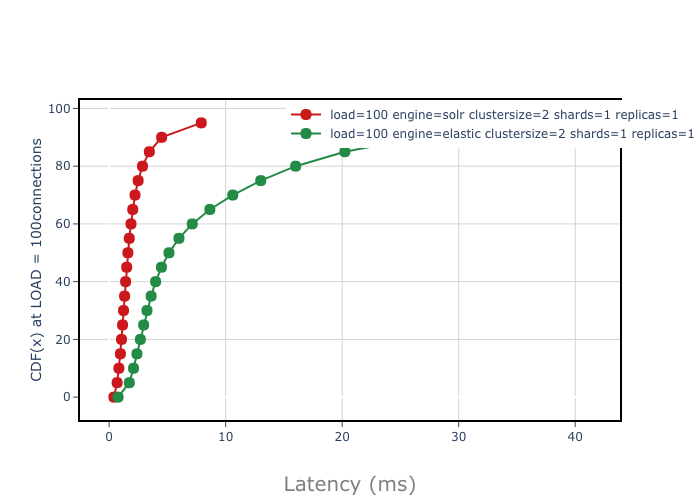 load=100 engine=solr clustersize=2 shards=1 replicas=1
load=100 engine=elastic clustersize=2 shards=1 replicas=1
CDF(x) at LOAD = 100connections
100
80
60
40
20
0
0 10 20 30 40
Latency (ms)